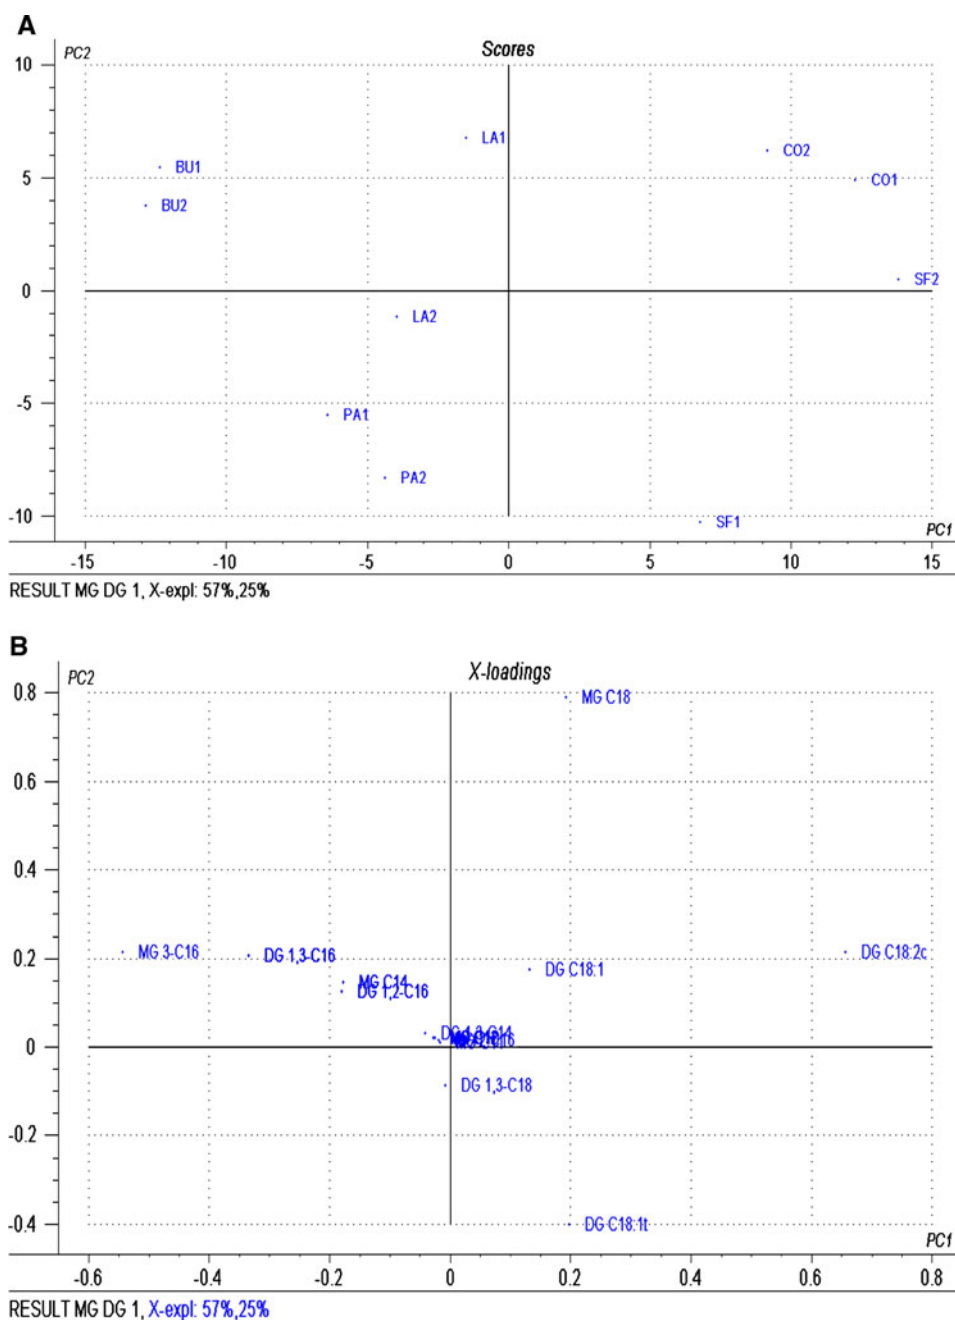 A
PC2
Scores
10
LA1
CO2
BU1
CO1
5
BU2
SF2
0
LA2
-5
PA1
PA2
-10
SF1
PC1
-15 -10 -5 0 5 10 15
RESULT MG DG 1, X-expl: 57%,25%
B
PC2
X-loadings
0.8
MG C18
0.6
0.4
MG 3-C16
DG 1,3-C16
DG C18:2c
0.2
DG C18:1
MG C14
DG 1,2-C16
0
DG 1,3-C18
-0.2
DG C18:1t
-0.4
PC1
-0.6 -0.4 -0.2 0 0.2 0.4 0.6 0.8
RESULT MG DG 1, X-expl: 57%,25%